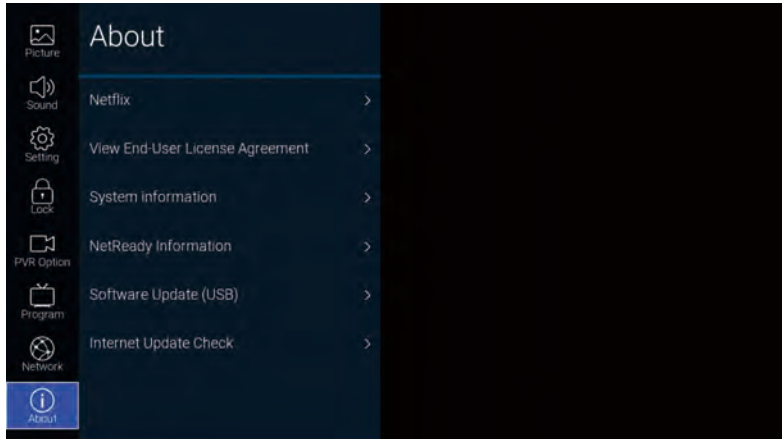 Picture
Sound
Setting
Lock
PVR Option
Program
Network
About
About
Netflix
View End-User License Agreement
System information
NetReady Information
Software Update (USB)
Internet Update Check